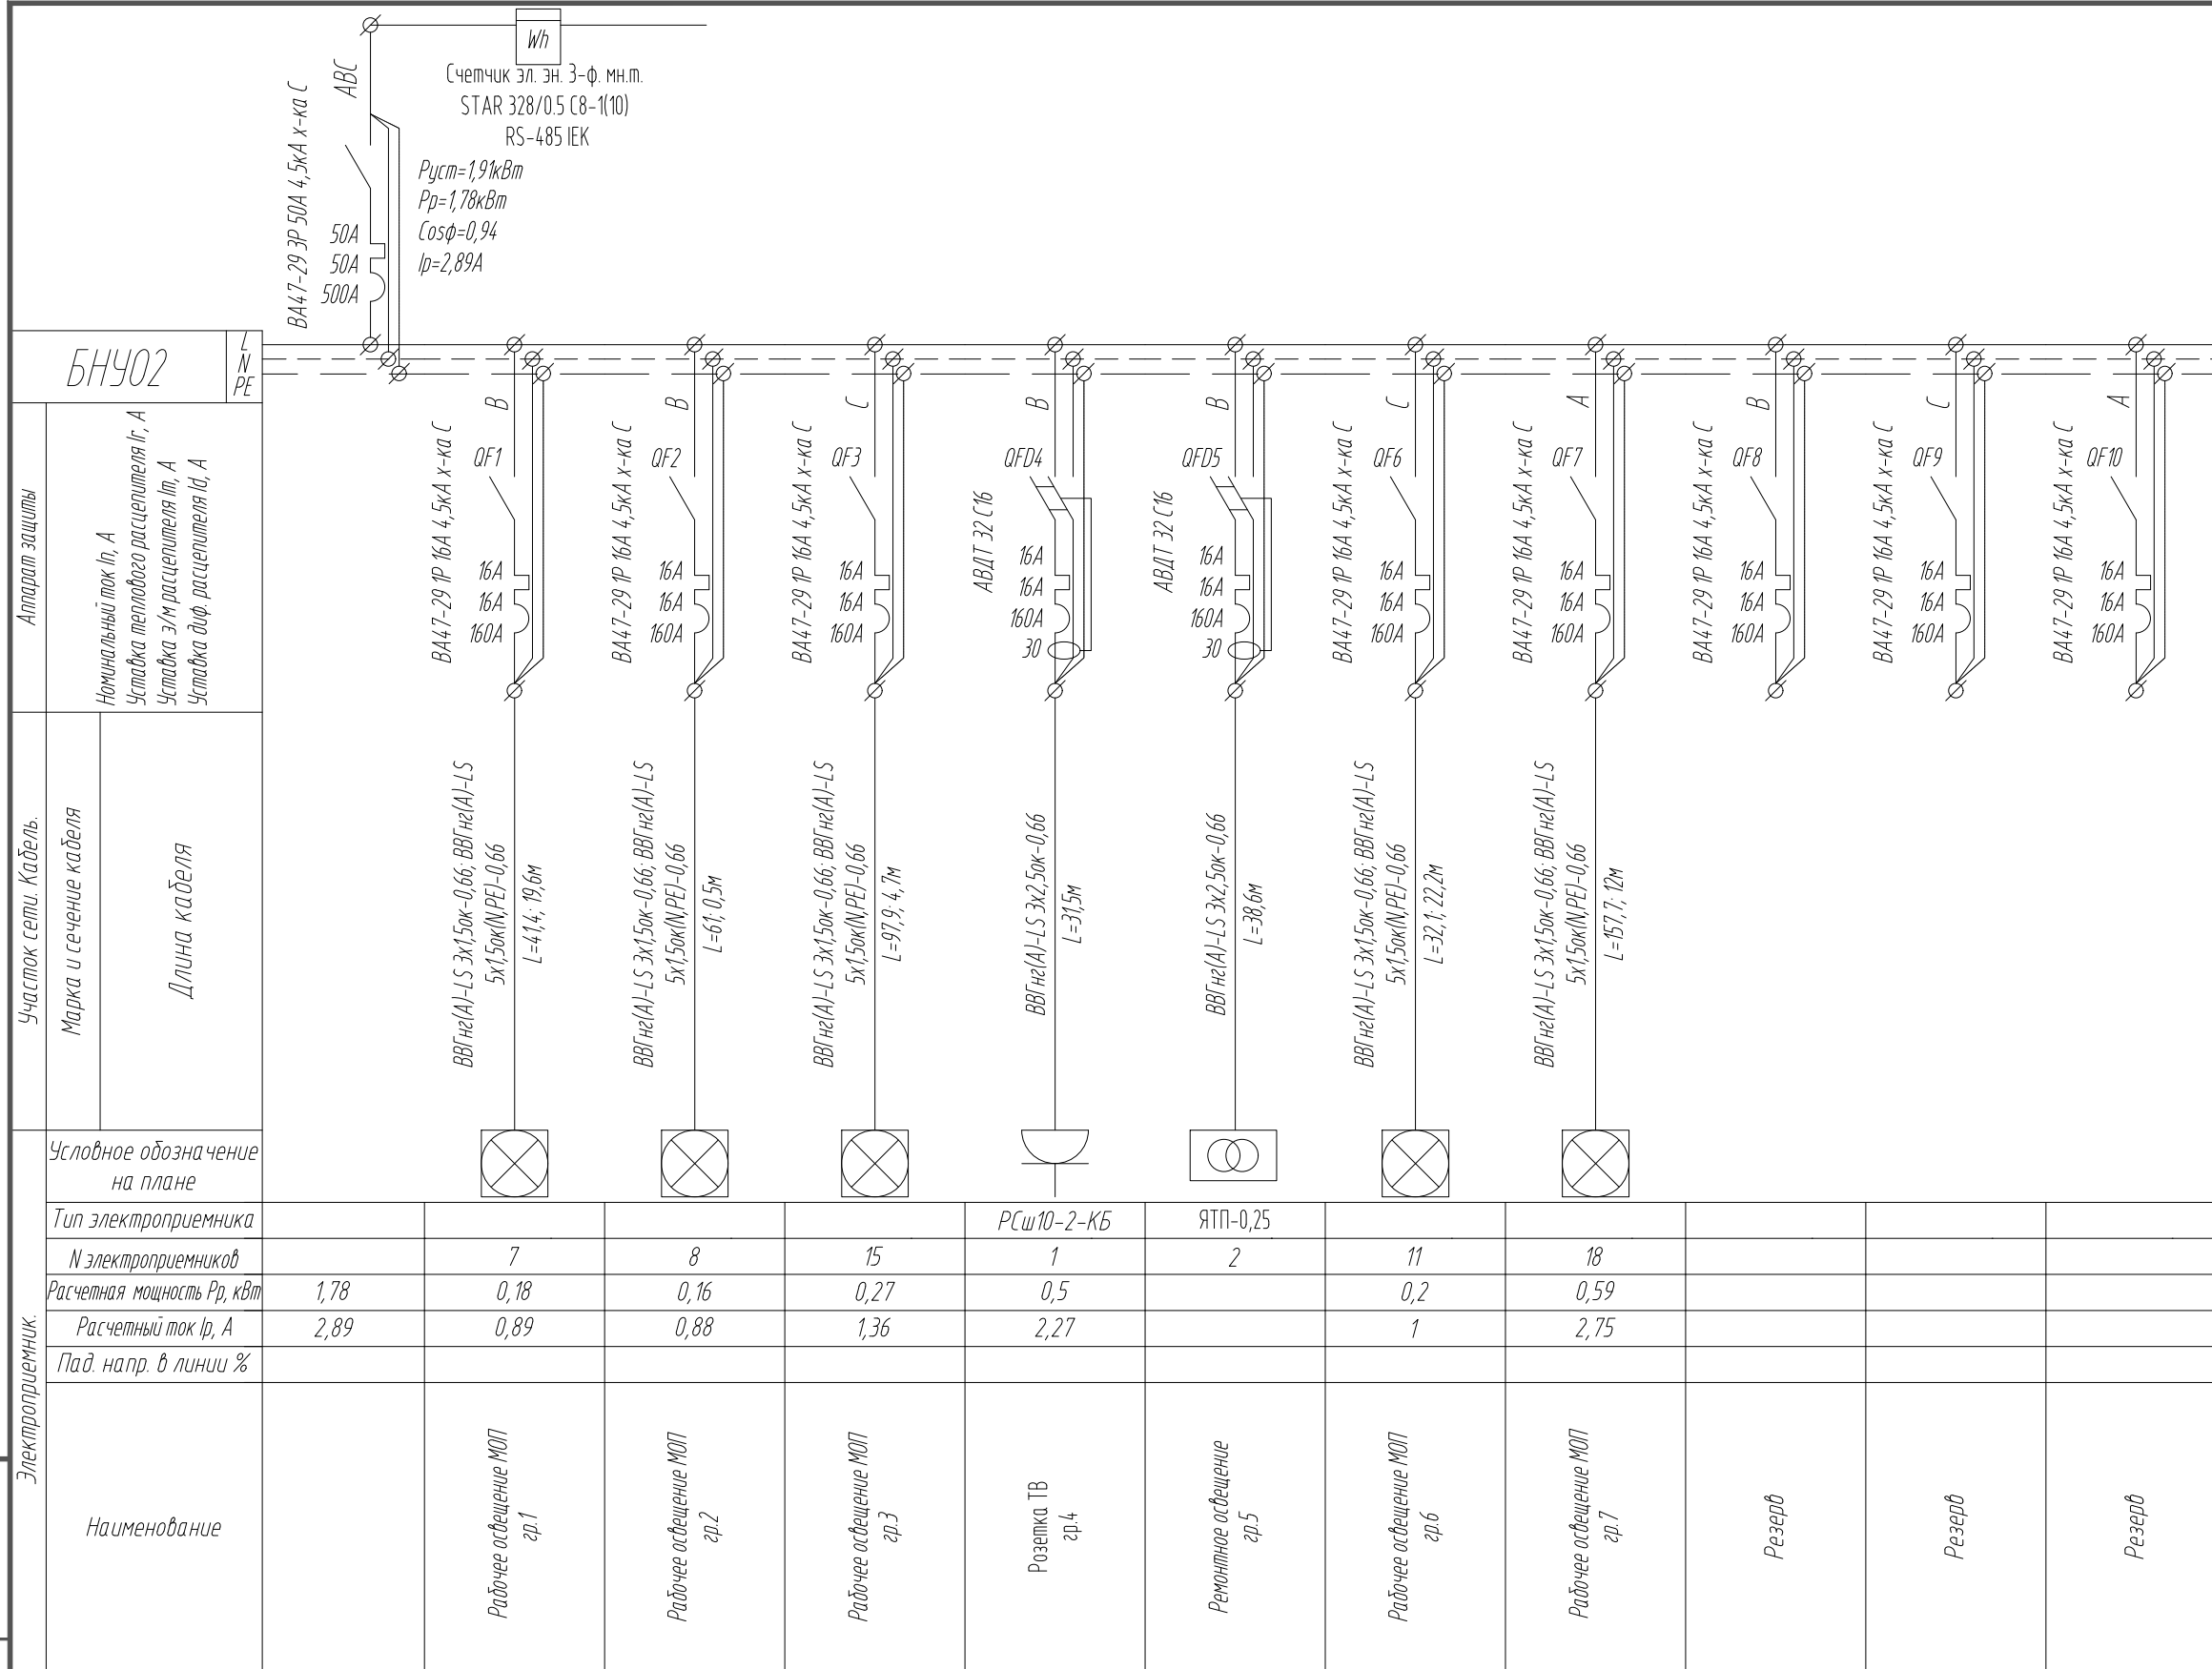 Wh
Счетчик эл. эн. 3-ф. мн.т.
STAR 328/0.5 C8-1(10)
RS-485 IEK
ABC
ВА47-29 3Р 50А 4,5кА х-ка С
Руст=1,91кВт
Рр=1,78кВт
Cosφ=0,94
Iр=2,89А
50А
50А
500А
БНУ02
L
N
PE
Аппарат защиты
Номинальный ток In, А
Уставка теплового расцепителя Ir, А
Уставка э/м расцепителя Im, А
Уставка диф. расцепителя Id, А
B
QF1
ВА47-29 1Р 16А 4,5кА х-ка С
16А
16А
160А
B
QF2
ВА47-29 1Р 16А 4,5кА х-ка С
16А
16А
160А
C
QF3
ВА47-29 1Р 16А 4,5кА х-ка С
16А
16А
160А
B
QFD4
АВДТ 32 С16
16А
16А
160А
30
B
QFD5
АВДТ 32 С16
16А
16А
160А
30
C
QF6
ВА47-29 1Р 16А 4,5кА х-ка С
16А
16А
160А
A
QF7
ВА47-29 1Р 16А 4,5кА х-ка С
16А
16А
160А
B
QF8
ВА47-29 1Р 16А 4,5кА х-ка С
16А
16А
160А
C
QF9
ВА47-29 1Р 16А 4,5кА х-ка С
16А
16А
160А
A
QF10
ВА47-29 1Р 16А 4,5кА х-ка С
16А
16А
160А
Участок сети. Кабель.
Марка и сечение кабеля
Длина кабеля
ВВГнг(А)-LS 3х1,5ок-0,66; ВВГнг(А)-LS
5х1,5ок(N,PE)-0,66
L=41,4; 19,6м
ВВГнг(А)-LS 3х1,5ок-0,66; ВВГнг(А)-LS
5х1,5ок(N,PE)-0,66
L=61; 0,5м
ВВГнг(А)-LS 3х1,5ок-0,66; ВВГнг(А)-LS
5х1,5ок(N,PE)-0,66
L=97,9; 4,7м
ВВГнг(А)-LS 3х2,5ок-0,66
L=31,5м
ВВГнг(А)-LS 3х2,5ок-0,66
L=38,6м
ВВГнг(А)-LS 3х1,5ок-0,66; ВВГнг(А)-LS
5х1,5ок(N,PE)-0,66
L=32,1; 22,2м
ВВГнг(А)-LS 3х1,5ок-0,66; ВВГнг(А)-LS
5х1,5ок(N,PE)-0,66
L=157,7; 12м
Электроприемник.
Условное обозначение
на плане
Тип электроприемника РСш10-2-КБ ЯТП-0,25
N электроприемников 7 8 15 1 2 11 18
Расчетная мощность Рр, кВт 1,78 0,18 0,16 0,27 0,5 0,2 0,59
Расчетный ток Iр, А 2,89 0,89 0,88 1,36 2,27 1 2,75
Пад. напр. в линии %
Наименование
Рабочее освещение МОП
гр.1
Рабочее освещение МОП
гр.2
Рабочее освещение МОП
гр.3
Розетка ТВ
гр.4
Ремонтное освещение
гр.5
Рабочее освещение МОП
гр.6
Рабочее освещение МОП
гр.7
Резерв
Резерв
Резерв